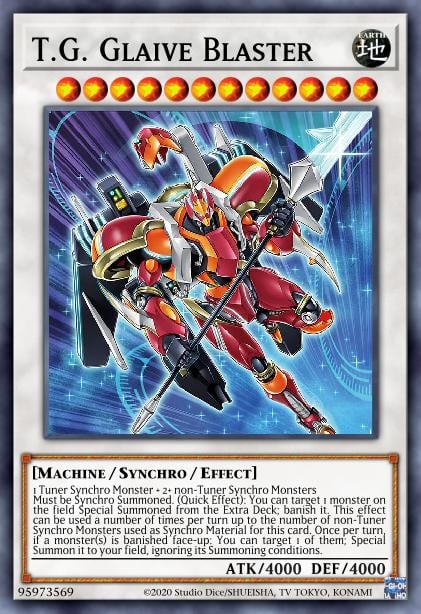 T.G. Glaive Blaster
EARTH
地
[Machine / Synchro / Effect]
1 Tuner Synchro Monster + 2+ non-Tuner Synchro Monsters
Must be Synchro Summoned. (Quick Effect): You can target 1 monster on
the field Special Summoned from the Extra Deck; banish it. This effect
can be used a number of times per turn up to the number of non-Tuner
Synchro Monsters used as Synchro Material for this card. Once per turn,
if a monster(s) is banished face-up: You can target 1 of them; Special
Summon it to your field, ignoring its Summoning conditions.
ATK/4000 DEF/4000
95973569
©2020 Studio Dice/SHUEISHA, TV TOKYO, KONAMI